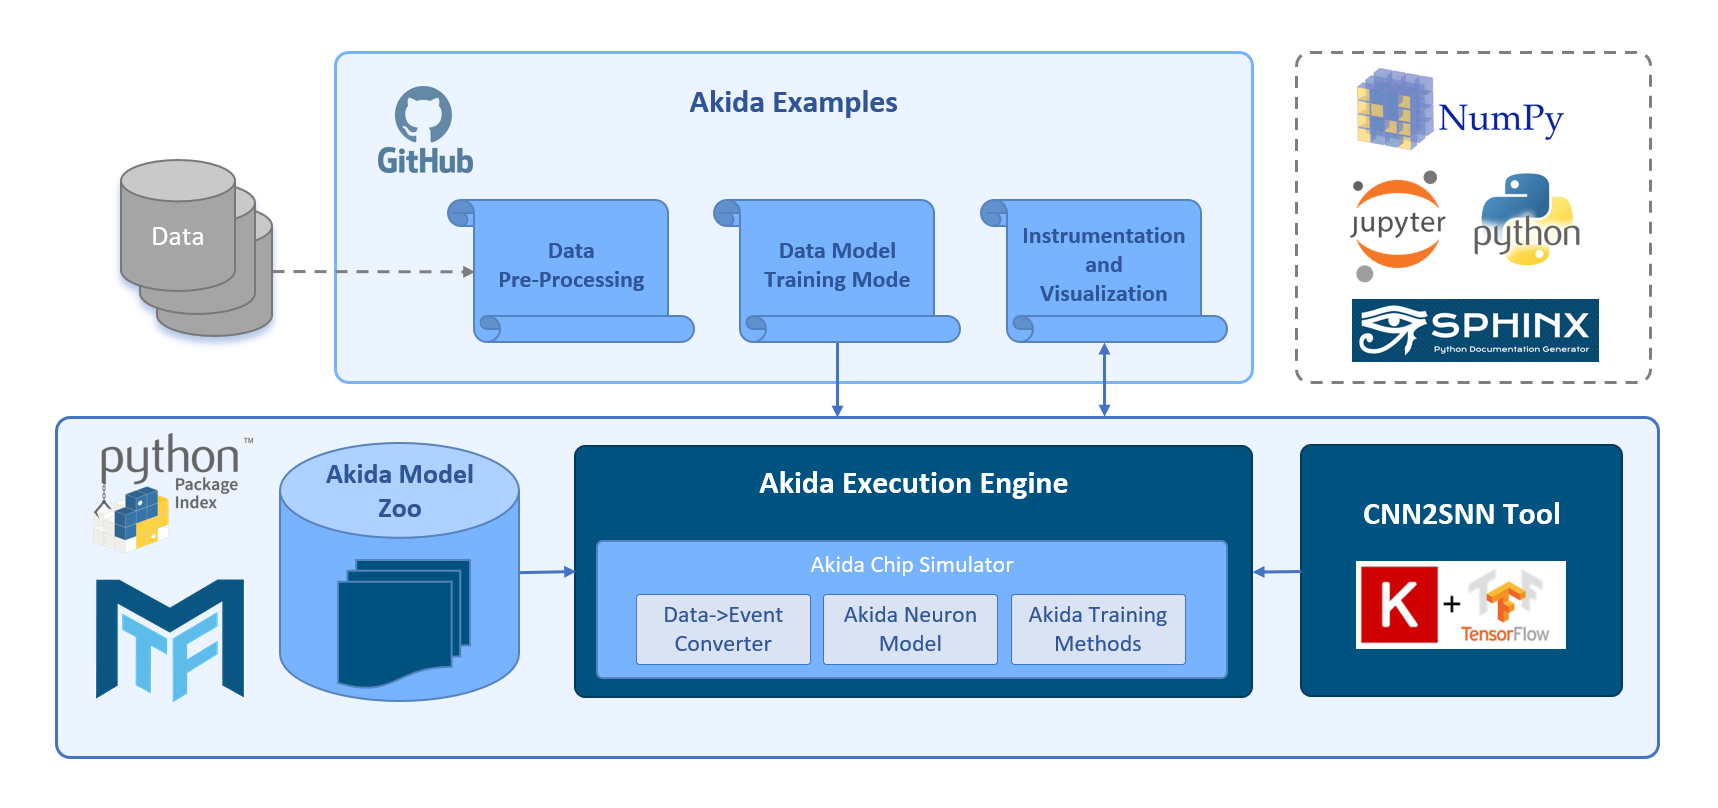 Akida Examples
GitHub
Data
Data
Pre-Processing
Data Model
Training Mode
Instrumentation
and
Visualization
NumPy
jupyter
python
SPHINX
Python Documentation Generator
python™
Package
Index
MTF
Akida Model
Zoo
Akida Execution Engine
Akida Chip Simulator
Data->Event
Converter
Akida Neuron
Model
Akida Training
Methods
CNN2SNN Tool
K + TF
TensorFlow